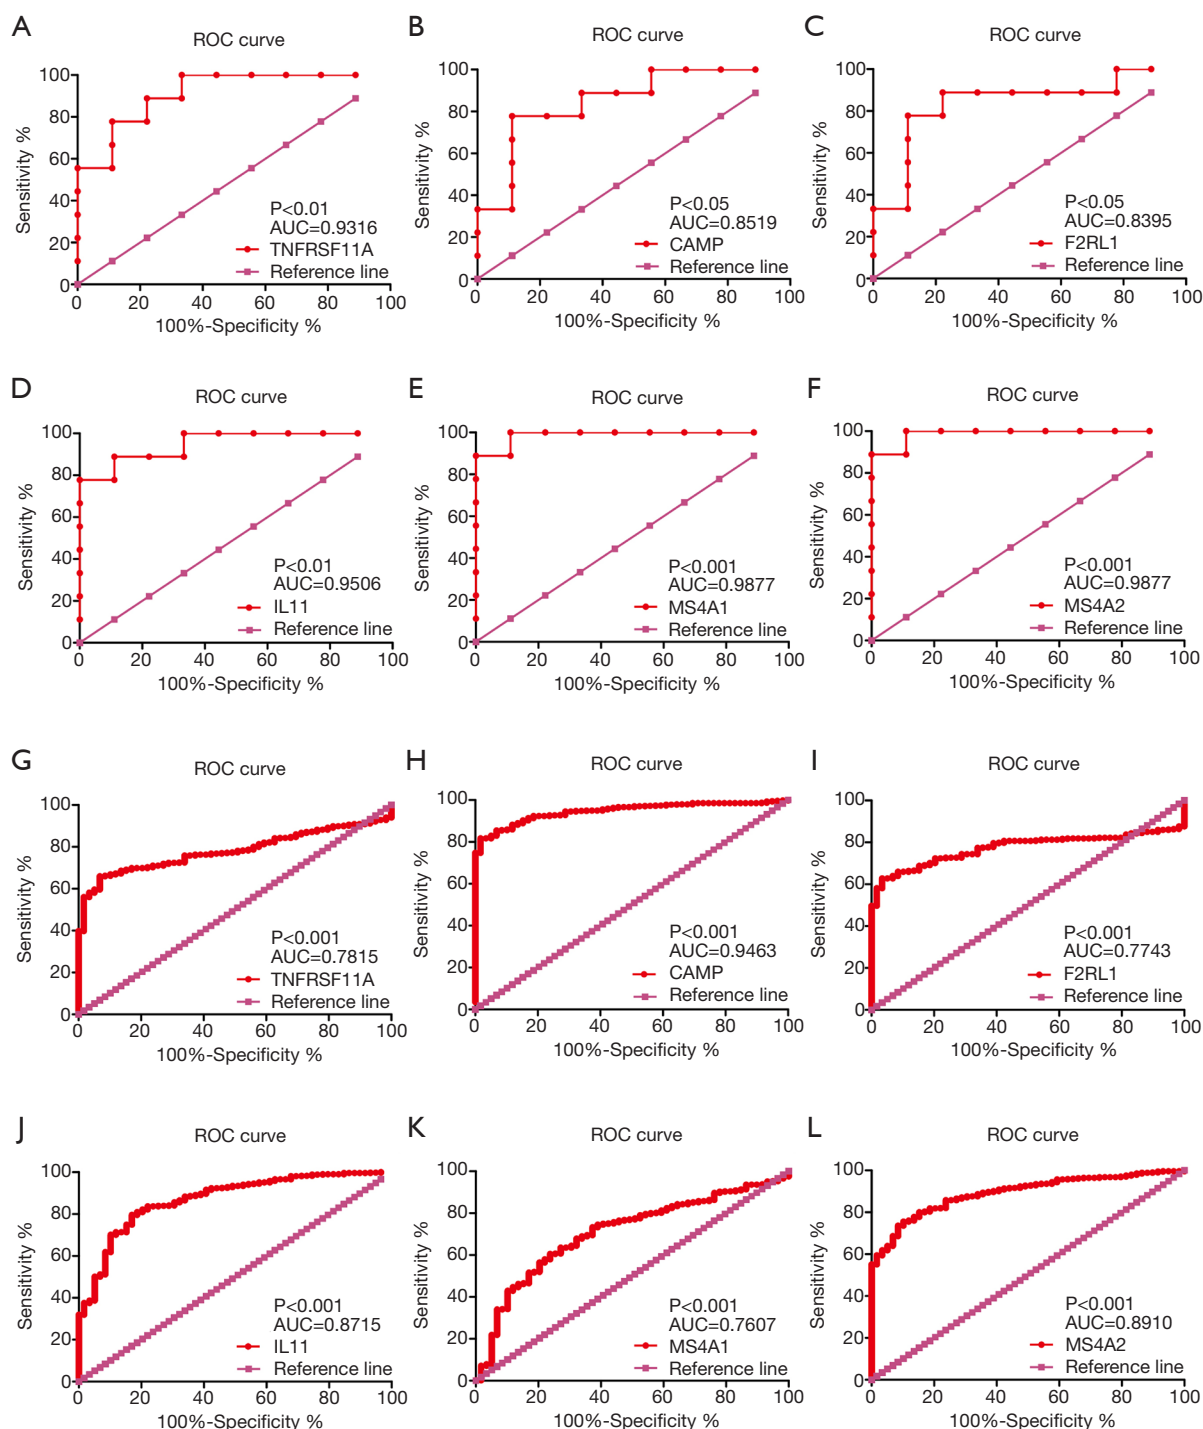 A
ROC curve
100
80
60
40
20
0
Sensitivity %
P<0.01
AUC=0.9316
TNFRSF11A
Reference line
0 20 40 60 80 100
100%-Specificity %
B
ROC curve
100
80
60
40
20
0
Sensitivity %
P<0.05
AUC=0.8519
CAMP
Reference line
0 20 40 60 80 100
100%-Specificity %
C
ROC curve
100
80
60
40
20
0
Sensitivity %
P<0.05
AUC=0.8395
F2RL1
Reference line
0 20 40 60 80 100
100%-Specificity %
D
ROC curve
100
80
60
40
20
0
Sensitivity %
P<0.01
AUC=0.9506
IL11
Reference line
0 20 40 60 80 100
100%-Specificity %
E
ROC curve
100
80
60
40
20
0
Sensitivity %
P<0.001
AUC=0.9877
MS4A1
Reference line
0 20 40 60 80 100
100%-Specificity %
F
ROC curve
100
80
60
40
20
0
Sensitivity %
P<0.001
AUC=0.9877
MS4A2
Reference line
0 20 40 60 80 100
100%-Specificity %
G
ROC curve
100
80
60
40
20
0
Sensitivity %
P<0.001
AUC=0.7815
TNFRSF11A
Reference line
0 20 40 60 80 100
100%-Specificity %
H
ROC curve
100
80
60
40
20
0
Sensitivity %
P<0.001
AUC=0.9463
CAMP
Reference line
0 20 40 60 80 100
100%-Specificity %
I
ROC curve
100
80
60
40
20
0
Sensitivity %
P<0.001
AUC=0.7743
F2RL1
Reference line
0 20 40 60 80 100
100%-Specificity %
J
ROC curve
100
80
60
40
20
0
Sensitivity %
P<0.001
AUC=0.8715
IL11
Reference line
0 20 40 60 80 100
100%-Specificity %
K
ROC curve
100
80
60
40
20
0
Sensitivity %
P<0.001
AUC=0.7607
MS4A1
Reference line
0 20 40 60 80 100
100%-Specificity %
L
ROC curve
100
80
60
40
20
0
Sensitivity %
P<0.001
AUC=0.8910
MS4A2
Reference line
0 20 40 60 80 100
100%-Specificity %